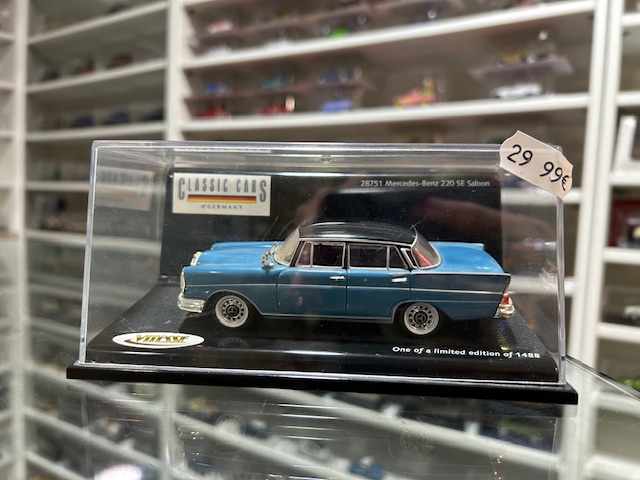 29 99€
CLASSIC CARS
of GERMANY
28751 Mercedes-Benz 220 SE Saloon
Vitesse
One of a limited edition of 1488